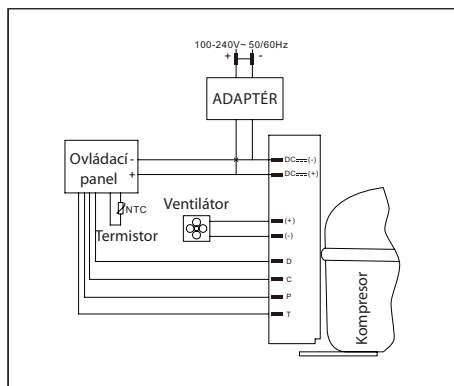 100-240V~ 50/60Hz
+ -
ADAPTÉR
Ovládací -
panel +
NTC
Termistor
Ventilátor
DC⎓(-)
DC⎓(+)
(+)
(-)
D
C
P
T
Kompresor